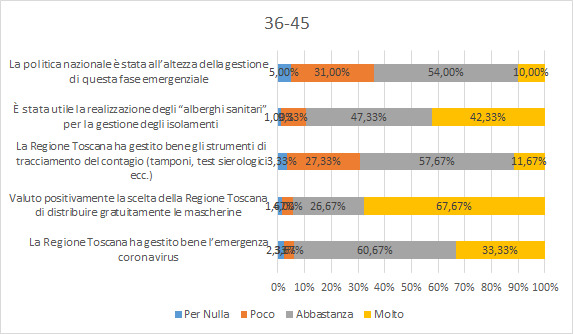 36-45
La politica nazionale è stata all’altezza della gestione
di questa fase emergenziale
5,00% 31,00% 54,00% 10,00%
È stata utile la realizzazione degli “alberghi sanitari”
per la gestione degli isolamenti
47,33% 42,33%
La Regione Toscana ha gestito bene gli strumenti di
tracciamento del contagio (tamponi, test sierologici
ecc.)
3,33% 27,33% 57,67% 11,67%
Valuto positivamente la scelta della Regione Toscana
di distribuire gratuitamente le mascherine
26,67% 67,67%
La Regione Toscana ha gestito bene l’emergenza
coronavirus
60,67% 33,33%
0% 10% 20% 30% 40% 50% 60% 70% 80% 90% 100%
Per Nulla Poco Abbastanza Molto